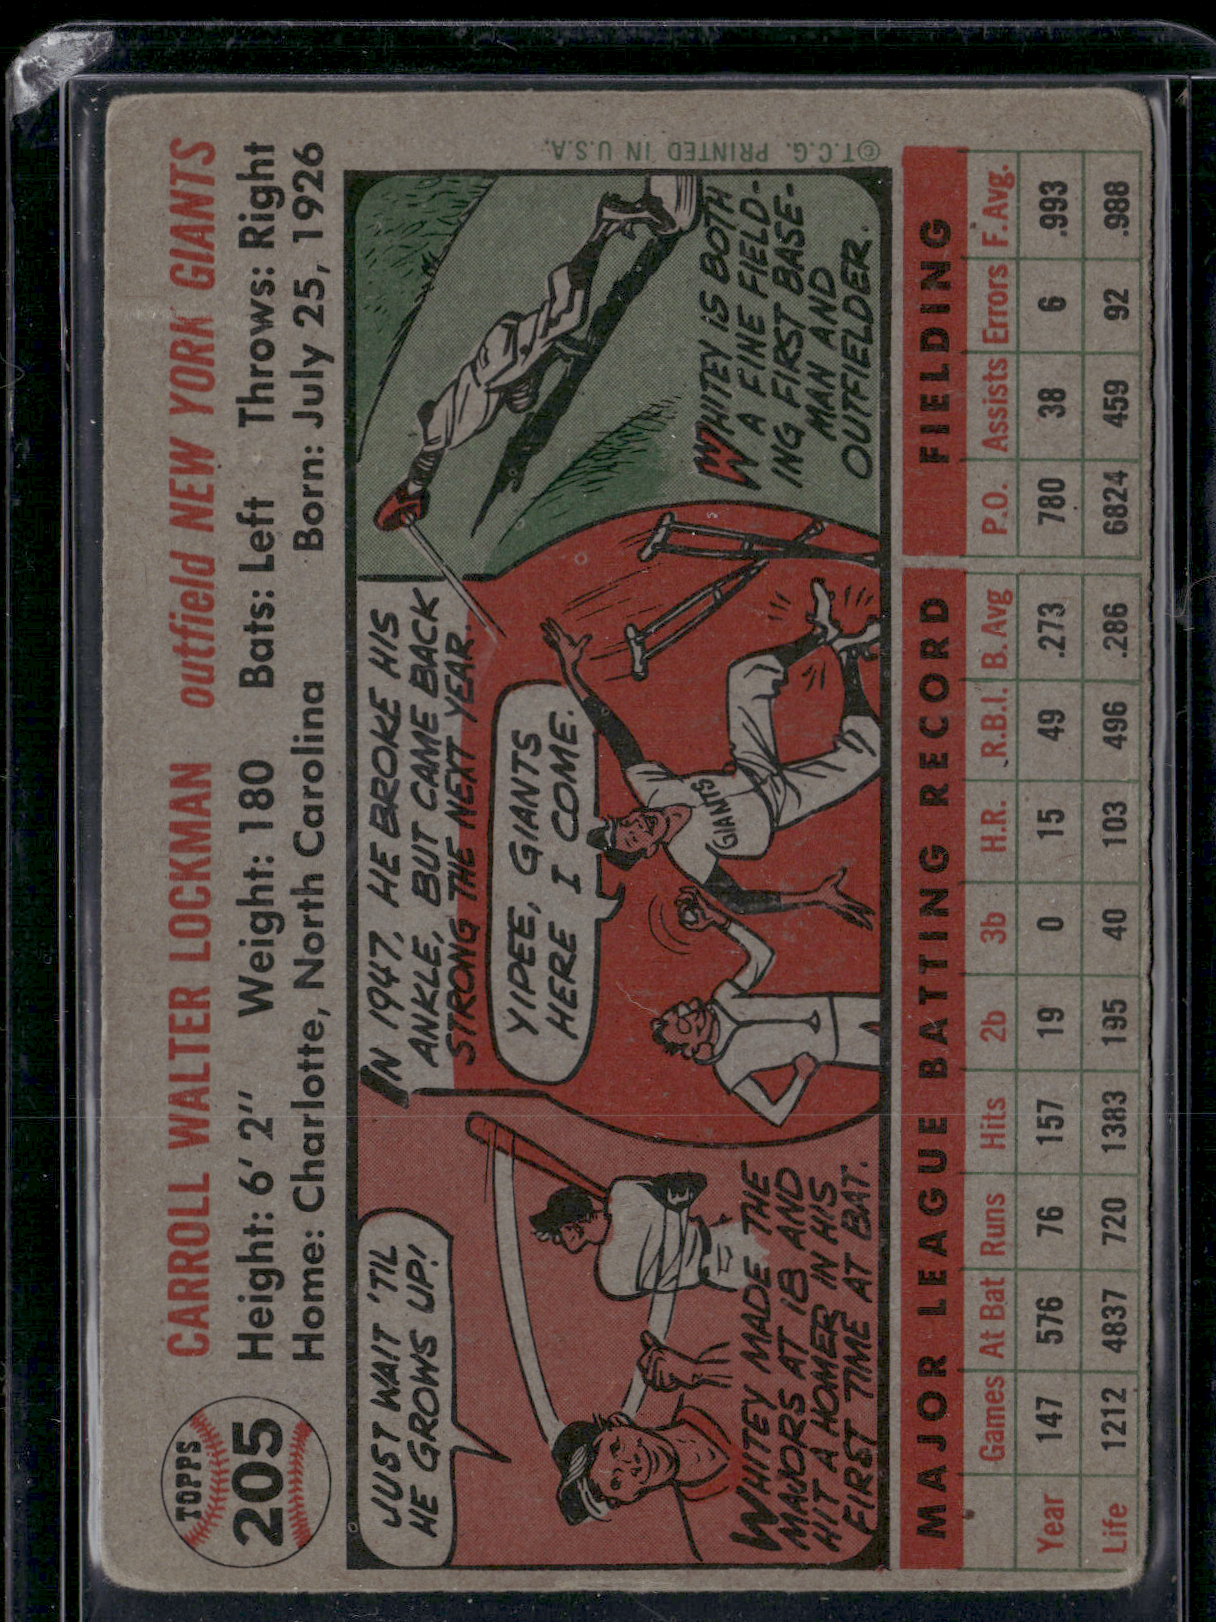 TOPPS
205
CARROLL WALTER LOCKMAN outfield NEW YORK GIANTS
Height: 6' 2" Weight: 180 Bats: Left Throws: Right
Home: Charlotte, North Carolina Born: July 25, 1926
JUST WAIT 'TIL
HE GROWS UP!
WHITEY MADE THE
MAJORS AT 18 AND
HIT A HOMER IN HIS
FIRST TIME AT BAT.
IN 1947, HE BROKE HIS
ANKLE, BUT CAME BACK
STRONG THE NEXT YEAR.
YIPEE, GIANTS
HERE I COME.
GIANTS
WHITEY IS BOTH
A FINE FIELD-
ING FIRST BASE-
MAN AND
OUTFIELDER.
©T.C.G. PRINTED IN U.S.A.
MAJOR LEAGUE BATTING RECORD FIELDING
Games At Bat Runs Hits 2b 3b H.R. R.B.I. B. Avg P.O. Assists Errors F. Avg.
Year 147 576 76 157 19 0 15 49 .273 780 38 6 .993
Life 1212 4837 720 1383 195 40 103 496 .286 6824 459 92 .988